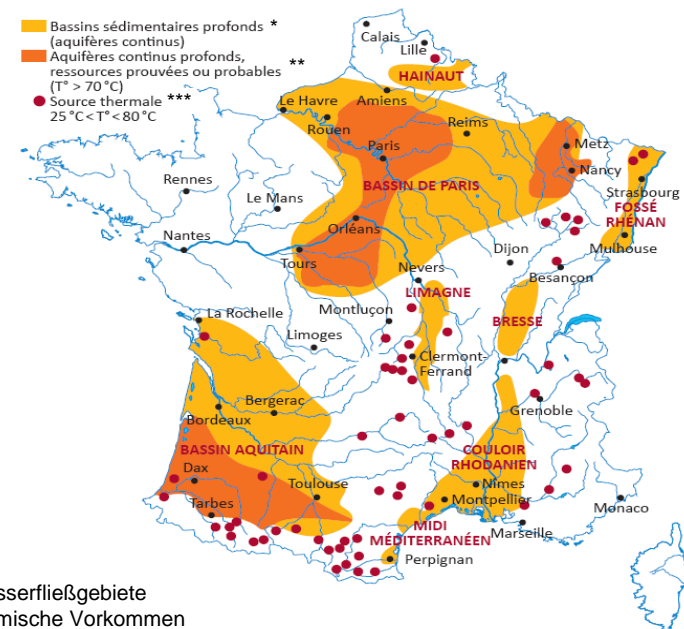 Bassins sédimentaires profonds *
(aquifères continus)
Aquifères continus profonds,
ressources prouvées ou probables **
(T° > 70 °C)
Source thermale ***
25 °C < T° < 80 °C
Calais
Lille
HAINAUT
Le Havre
Amiens
Rouen
Reims
Paris
Metz
Nancy
BASSIN DE PARIS
Rennes
Le Mans
Strasbourg
FOSSÉ
RHÉNAN
Orléans
Nantes
Tours
Dijon
Mulhouse
Nevers
Besançon
LIMAGNE
La Rochelle
Montluçon
BRESSE
Limoges
Clermont-
Ferrand
Bergerac
Grenoble
Bordeaux
BASSIN AQUITAIN
COULOIR
RHODANIEN
Dax
Toulouse
Nîmes
Tarbes
Montpellier
Monaco
MIDI
MÉDITERRANÉEN
Marseille
Perpignan
sserfließgebiete
mische Vorkommen